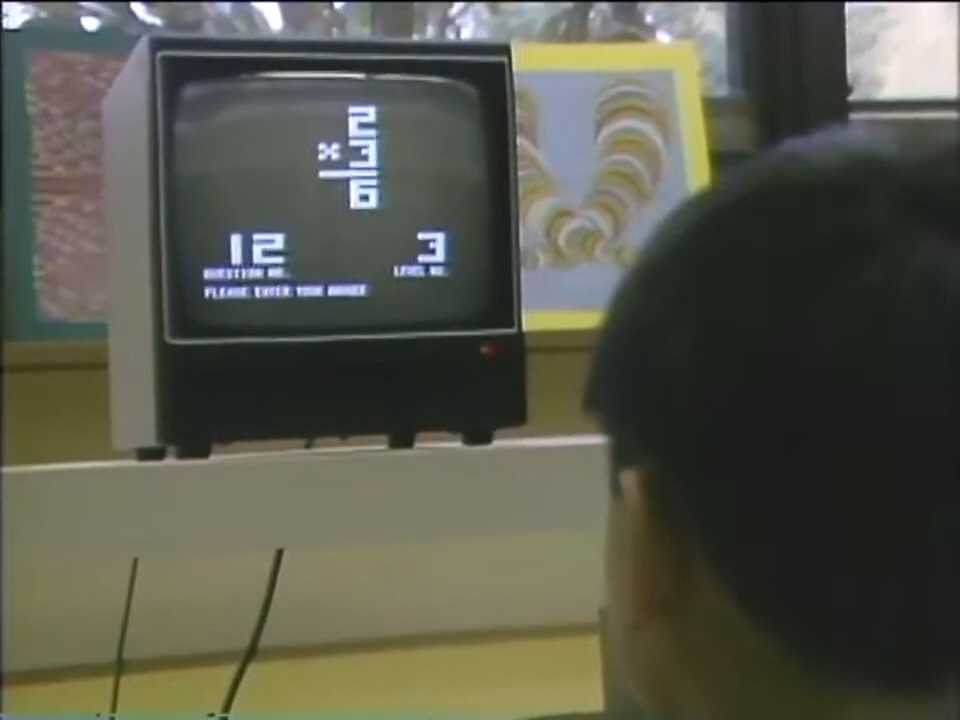 2
× 3
6
12 3
QUESTION NO. LEVEL NO.
PLEASE ENTER YOUR ANSWER